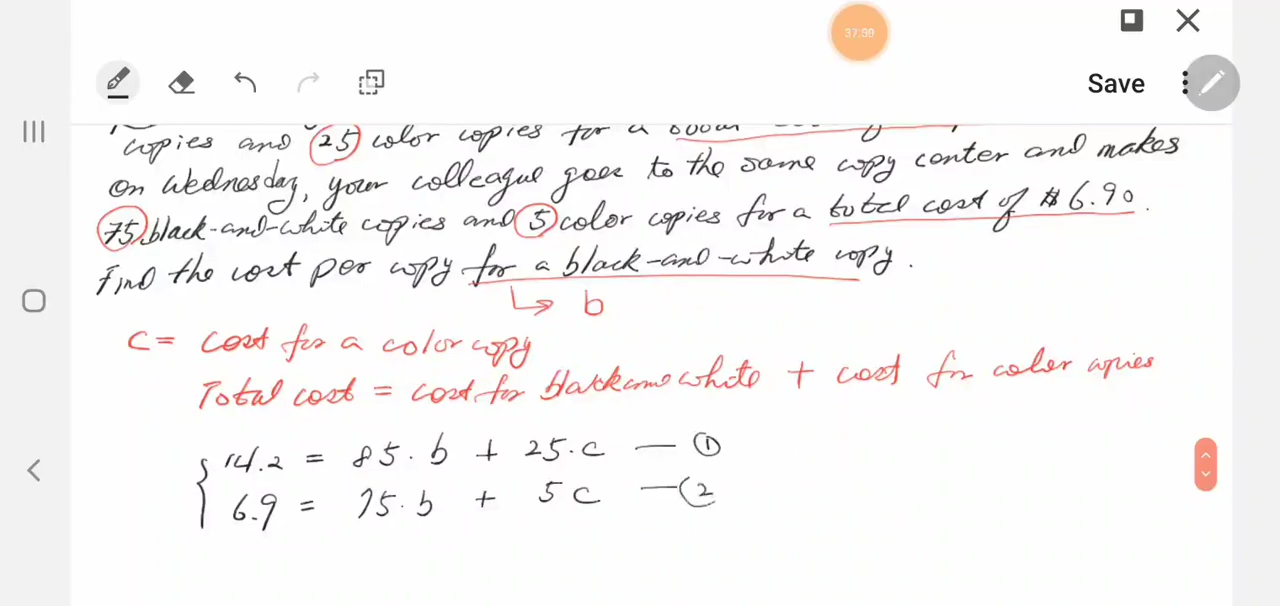 37:59
Save
copies and 25 color copies for a
On Wednesday, your colleague goes to the same copy center and makes
75 black-and-white copies and 5 color copies for a total cost of $6.90.
Find the cost per copy for a black-and-white copy.
↳ b
C = cost for a color copy
Total cost = cost for white + cost for color copies
14.2 = 85.b + 25.c — ①
6.9 = 75.b + 5c — ②